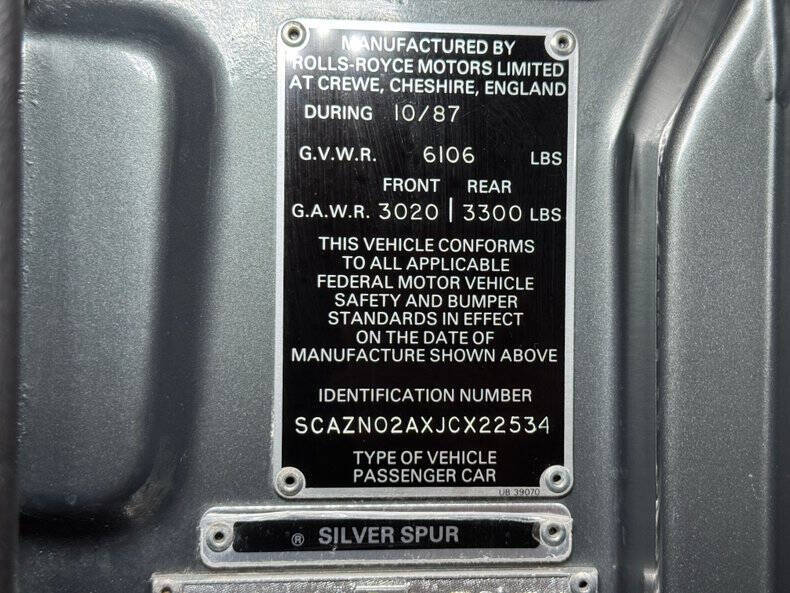 MANUFACTURED BY
ROLLS-ROYCE MOTORS LIMITED
AT CREWE, CHESHIRE, ENGLAND
DURING 10/87
G.V.W.R. 6106 LBS
FRONT REAR
G.A.W.R. 3020 | 3300 LBS
THIS VEHICLE CONFORMS
TO ALL APPLICABLE
FEDERAL MOTOR VEHICLE
SAFETY AND BUMPER
STANDARDS IN EFFECT
ON THE DATE OF
MANUFACTURE SHOWN ABOVE
IDENTIFICATION NUMBER
SCAZN02AXJCX22534
TYPE OF VEHICLE
PASSENGER CAR
UB 39070
® SILVER SPUR